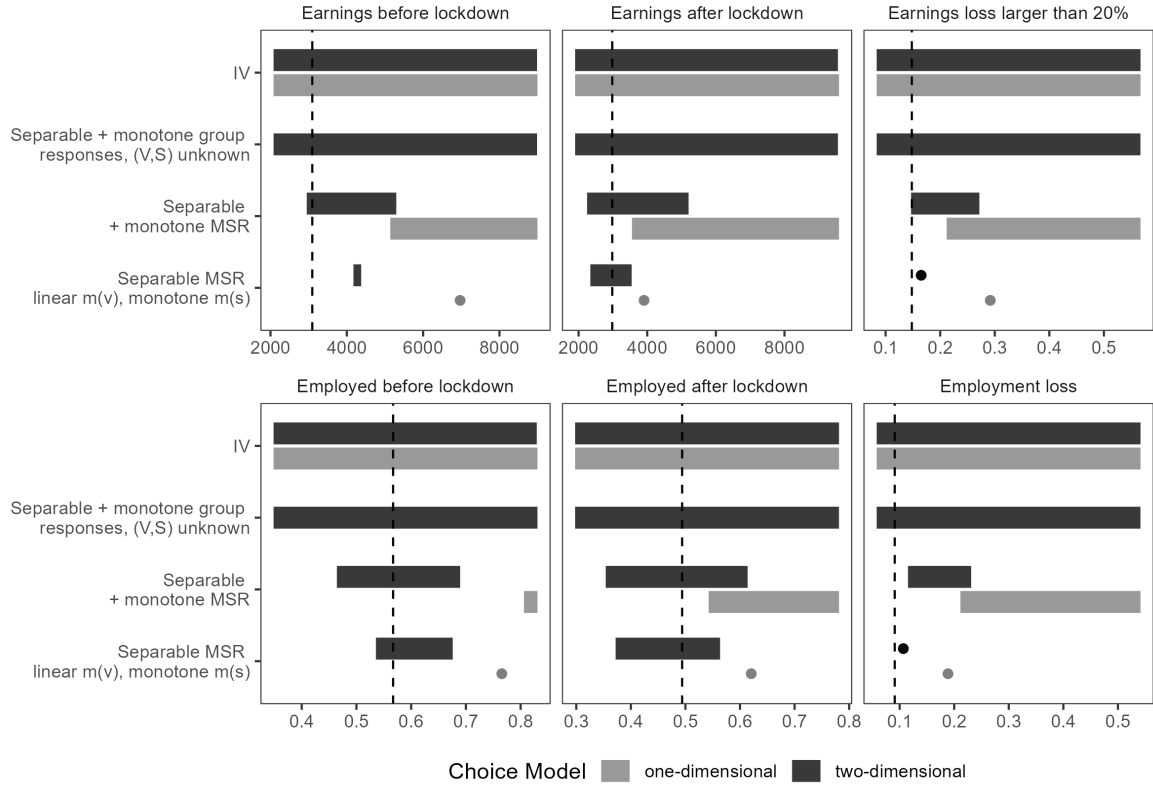 Earnings before lockdown
Earnings after lockdown
Earnings loss larger than 20%
IV
Separable + monotone group
responses, (V,S) unknown
Separable
+ monotone MSR
Separable MSR
linear m(v), monotone m(s)
2000 4000 6000 8000
2000 4000 6000 8000
0.1 0.2 0.3 0.4 0.5
Employed before lockdown
Employed after lockdown
Employment loss
IV
Separable + monotone group
responses, (V,S) unknown
Separable
+ monotone MSR
Separable MSR
linear m(v), monotone m(s)
0.4 0.5 0.6 0.7 0.8
0.3 0.4 0.5 0.6 0.7 0.8
0.1 0.2 0.3 0.4 0.5
Choice Model one-dimensional two-dimensional